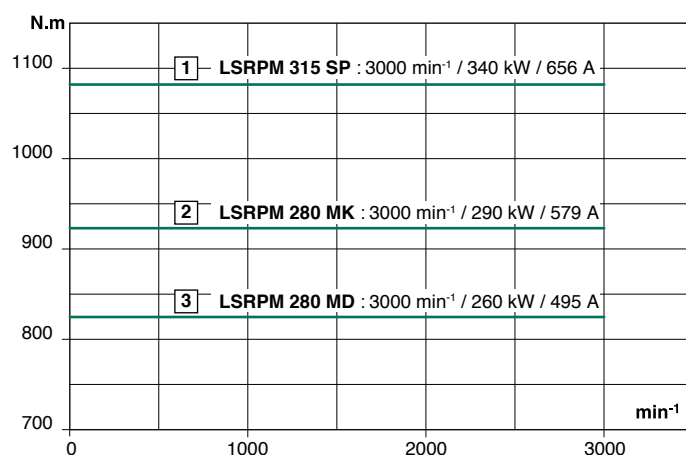 N.m
1100
1 LSRPM 315 SP : 3000 min⁻¹ / 340 kW / 656 A
1000
2 LSRPM 280 MK : 3000 min⁻¹ / 290 kW / 579 A
900
3 LSRPM 280 MD : 3000 min⁻¹ / 260 kW / 495 A
800
700
min⁻¹
0 1000 2000 3000